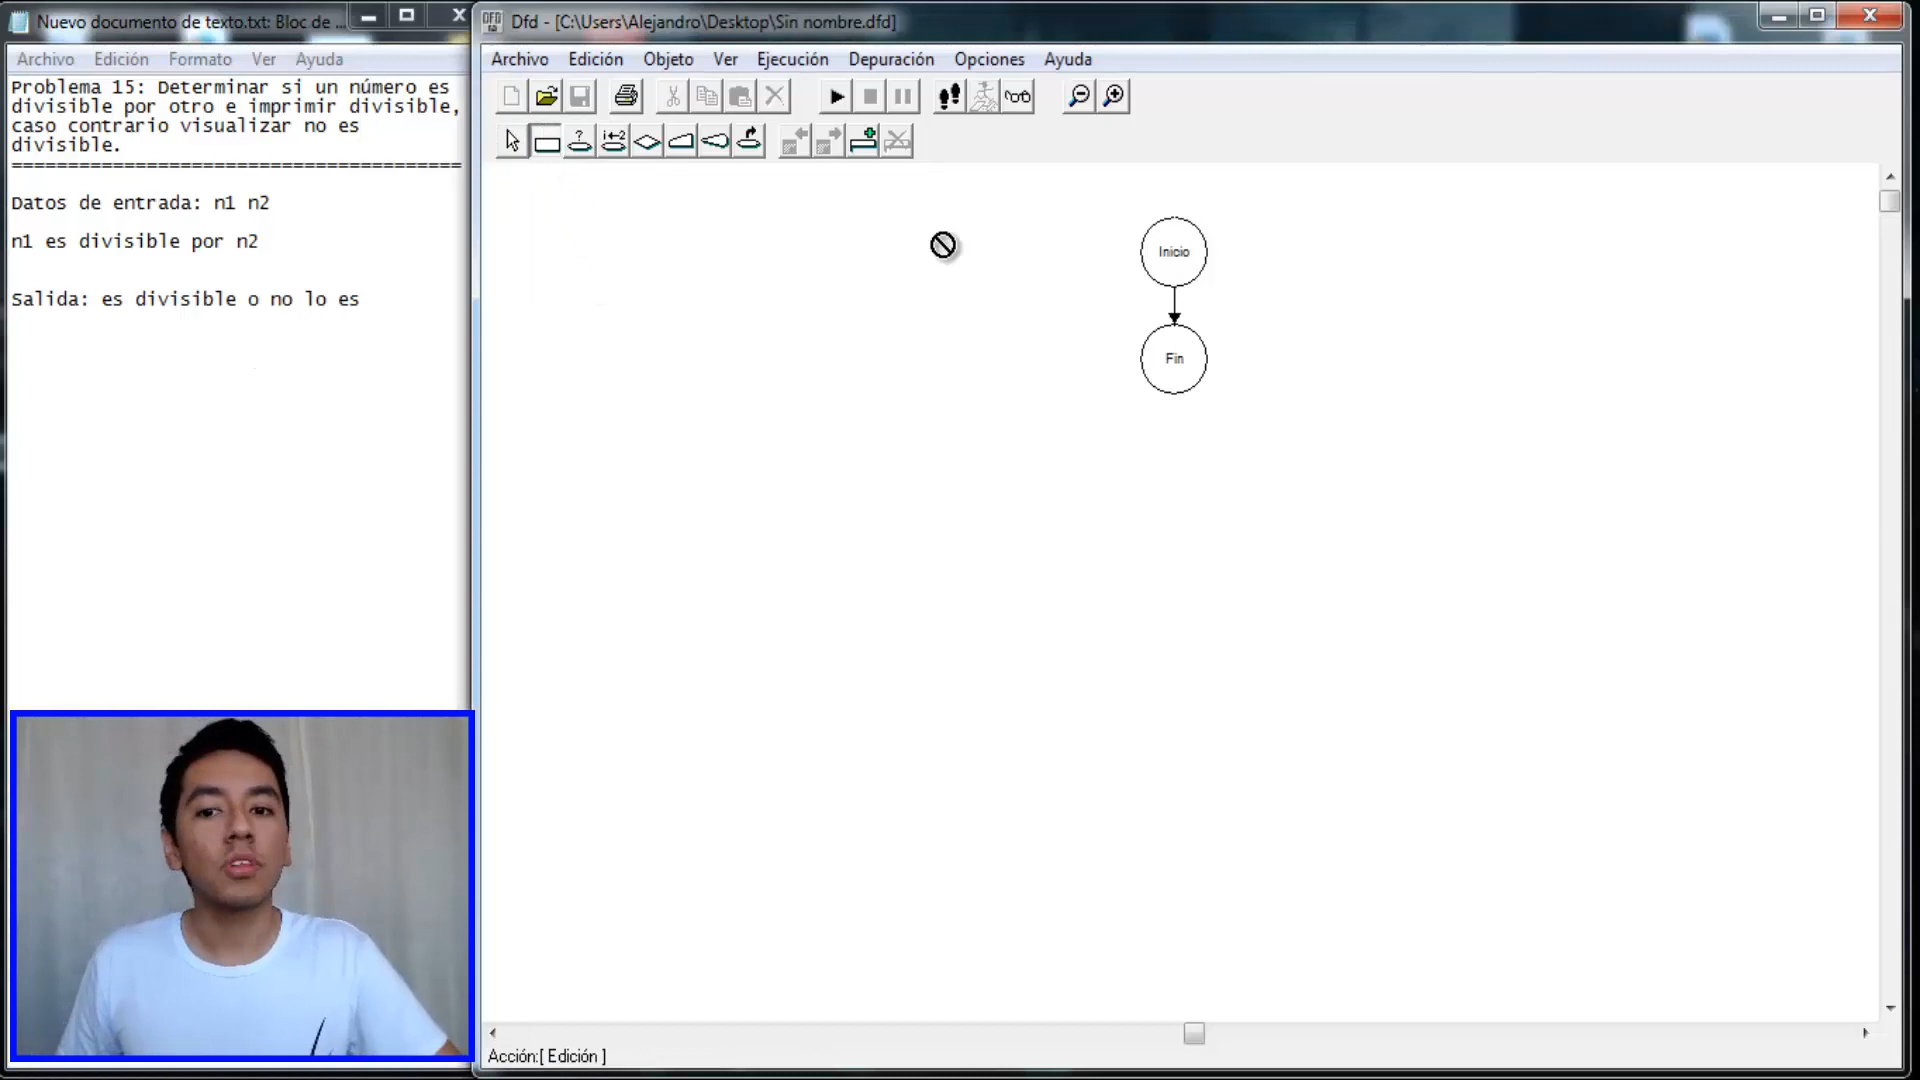 Nuevo documento de texto.txt: Bloc de ...
Archivo Edición Formato Ver Ayuda
Problema 15: Determinar si un número es
divisible por otro e imprimir divisible,
caso contrario visualizar no es
divisible.
========================================
Datos de entrada: n1 n2
n1 es divisible por n2
Salida: es divisible o no lo es
Dfd - [C:\Users\Alejandro\Desktop\Sin nombre.dfd]
Archivo Edición Objeto Ver Ejecución Depuración Opciones Ayuda
Inicio
Fin
Acción:[ Edición ]